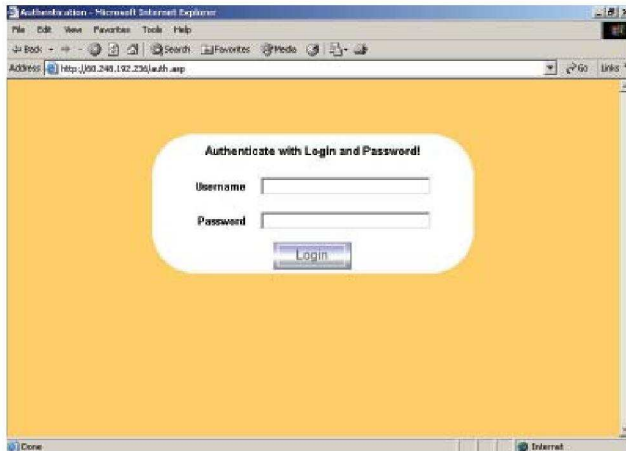 Authentication - Microsoft Internet Explorer
File Edit View Favorites Tools Help
Back Search Favorites Media
Address http://60.248.192.236/auth.asp Go Links
Authenticate with Login and Password!
Username
Password
Login
Done Internet